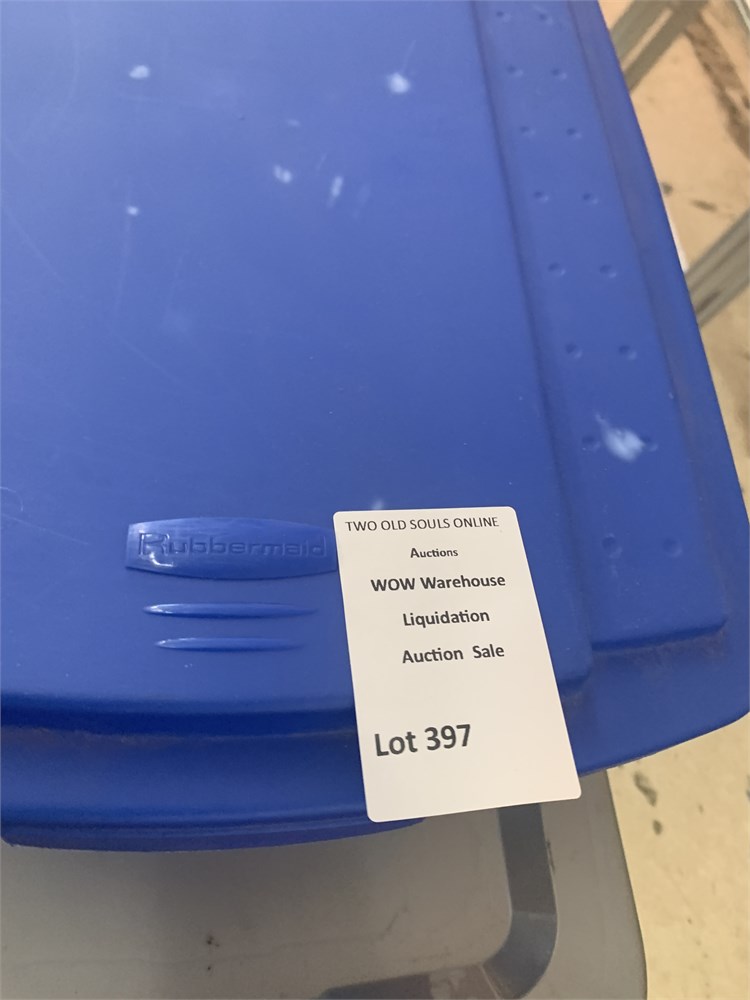 Rubbermaid
TWO OLD SOULS ONLINE
Auctions
WOW Warehouse
Liquidation
Auction Sale
Lot 397